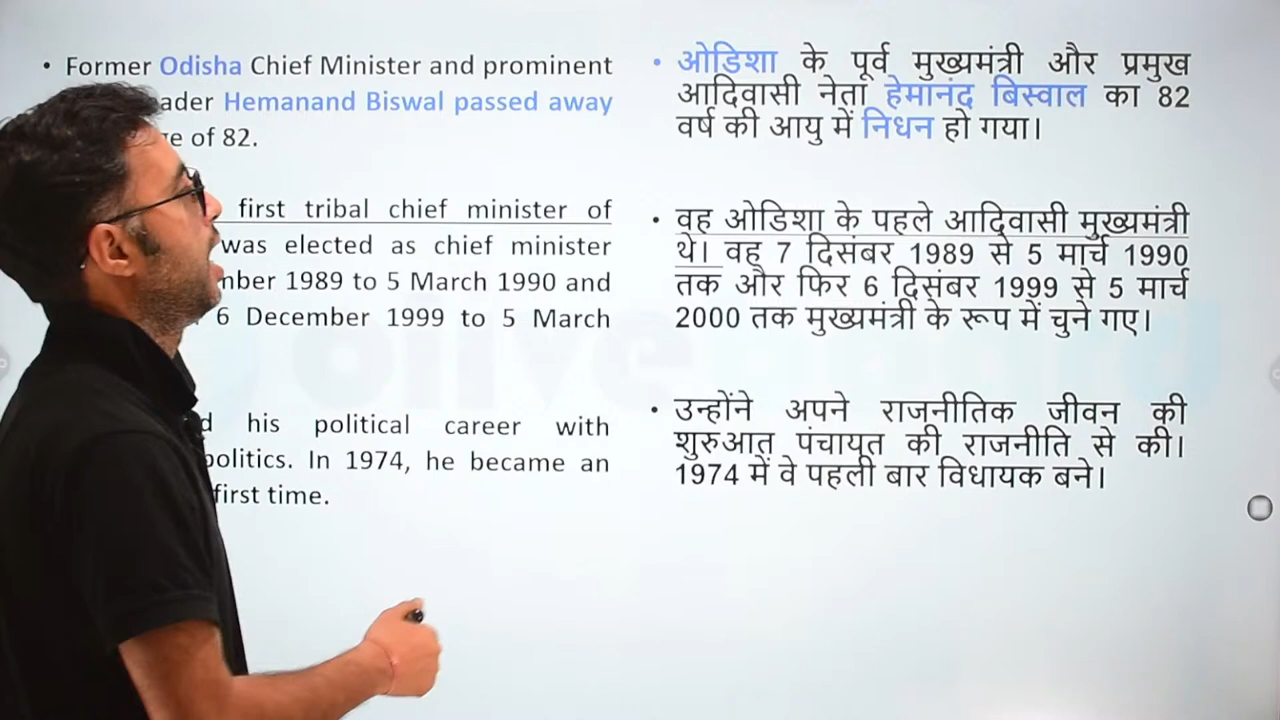 Former Odisha Chief Minister and prominent
Hemanand Biswal passed away
of 82.
first tribal chief minister of
was elected as chief minister
1989 to 5 March 1990 and
6 December 1999 to 5 March
his political career with
politics. In 1974, he became an
first time.
ओडिशा के पूर्व मुख्यमंत्री और प्रमुख
आदिवासी नेता हेमानंद बिस्वाल का 82
वर्ष की आयु में निधन हो गया।
वह ओडिशा के पहले आदिवासी मुख्यमंत्री
थे। वह 7 दिसंबर 1989 से 5 मार्च 1990
तक और फिर 6 दिसंबर 1999 से 5 मार्च
2000 तक मुख्यमंत्री के रूप में चुने गए।
उन्होंने अपने राजनीतिक जीवन की
शुरुआत पंचायत की राजनीति से की।
1974 में वे पहली बार विधायक बने।